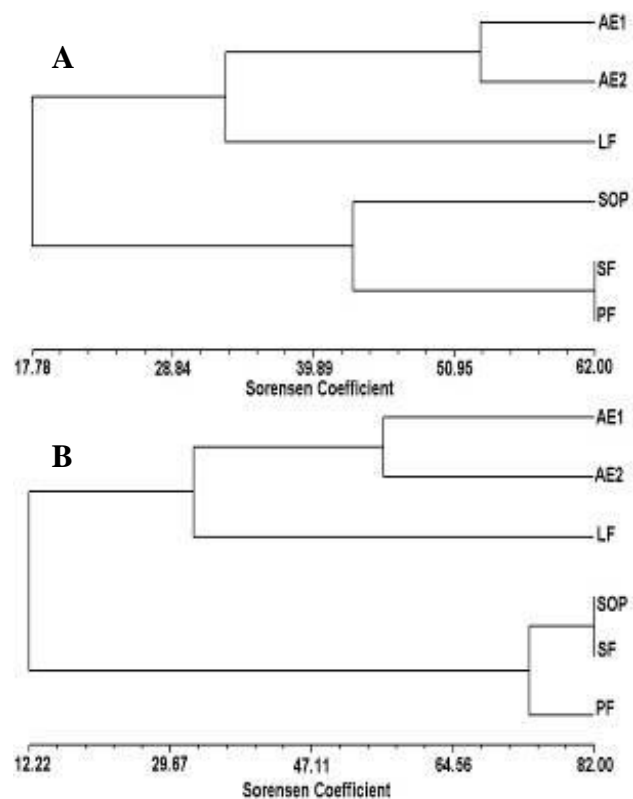 A
AE1
AE2
LF
SOP
SF
PF
17.78 28.84 39.89 50.95 62.00
Sorensen Coefficient
B
AE1
AE2
LF
SOP
SF
PF
12.22 29.67 47.11 64.56 82.00
Sorensen Coefficient